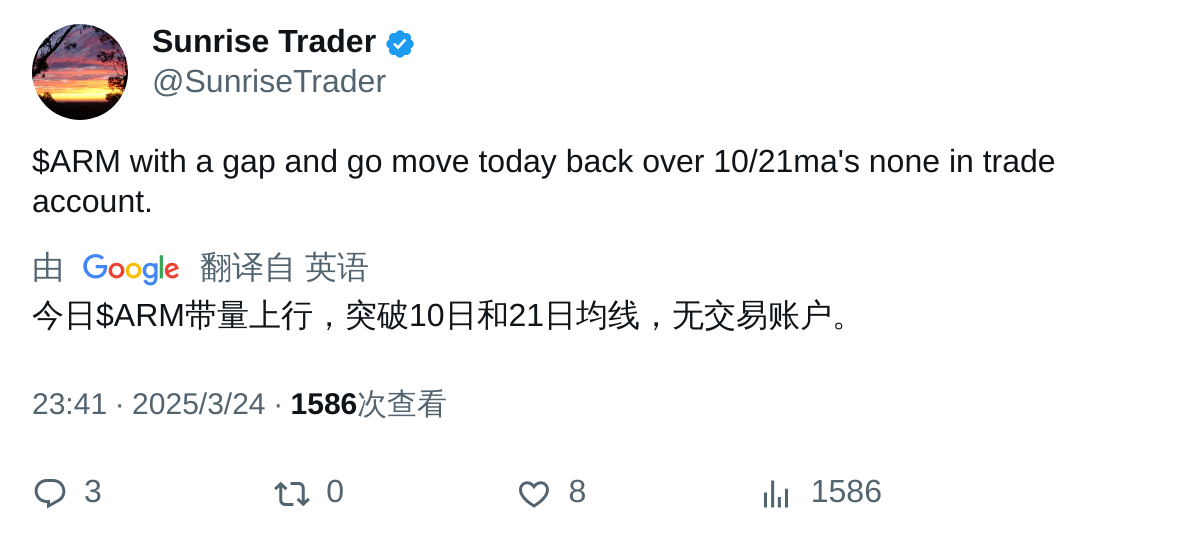 Sunrise Trader
@SunriseTrader
$ARM with a gap and go move today back over 10/21ma's none in trade
account.
由 Google 翻译自 英语
今日$ARM带量上行，突破10日和21日均线，无交易账户。
23:41 · 2025/3/24 · 1586次查看
3 0 8 1586